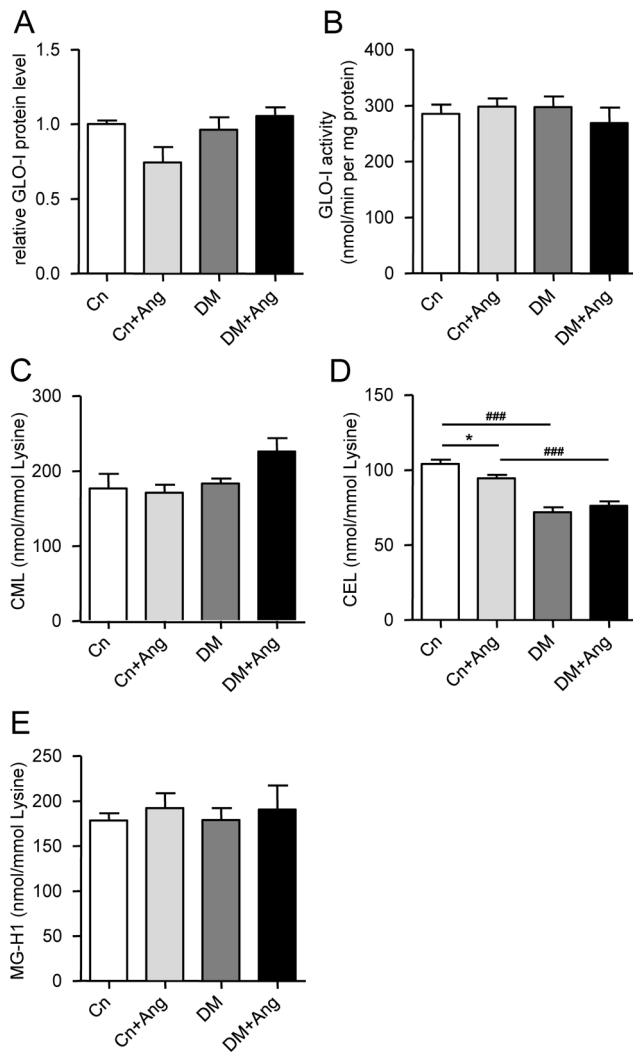 A
relative GLO-I protein level
1.5
1.0
0.5
0.0
Cn
Cn+Ang
DM
DM+Ang
B
GLO-I activity
(nmol/min per mg protein)
400
300
200
100
0
Cn
Cn+Ang
DM
DM+Ang
C
CML (nmol/mmol Lysine)
300
200
100
0
Cn
Cn+Ang
DM
DM+Ang
D
CEL (nmol/mmol Lysine)
150
100
50
0
###
*
###
Cn
Cn+Ang
DM
DM+Ang
E
MG-H1 (nmol/mmol Lysine)
250
200
150
100
50
0
Cn
Cn+Ang
DM
DM+Ang